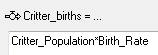 Critter_births = ...
Critter_Population*Birth_Rate